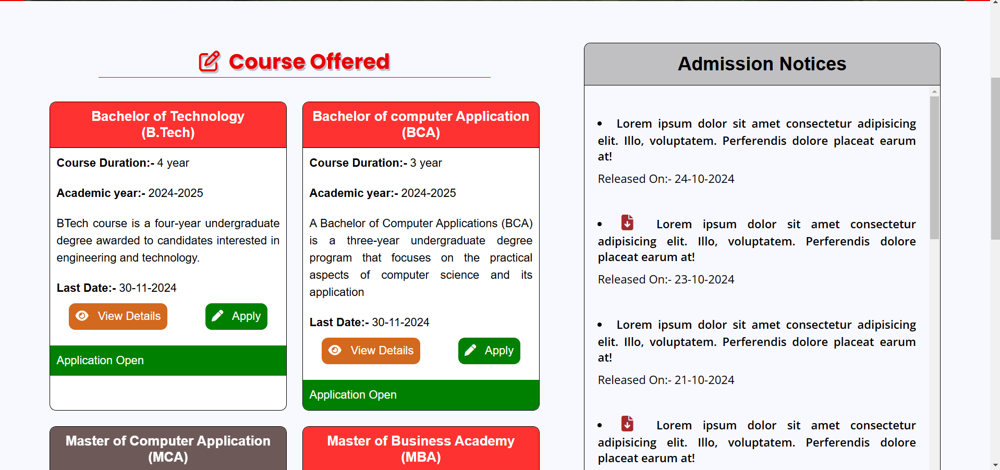 Course Offered
Bachelor of Technology
(B.Tech)
Course Duration:- 4 year
Academic year:- 2024-2025
BTech course is a four-year undergraduate
degree awarded to candidates interested in
engineering and technology.
Last Date:- 30-11-2024
View Details
Apply
Application Open
Bachelor of computer Application
(BCA)
Course Duration:- 3 year
Academic year:- 2024-2025
A Bachelor of Computer Applications (BCA)
is a three-year undergraduate degree
program that focuses on the practical
aspects of computer science and its
application
Last Date:- 30-11-2024
View Details
Apply
Application Open
Master of Computer Application
(MCA)
Master of Business Academy
(MBA)
Admission Notices
• Lorem ipsum dolor sit amet consectetur adipisicing
elit. Illo, voluptatem. Perferendis dolore placeat earum
at!
Released On:- 24-10-2024
• Lorem ipsum dolor sit amet consectetur
adipisicing elit. Illo, voluptatem. Perferendis dolore
placeat earum at!
Released On:- 23-10-2024
• Lorem ipsum dolor sit amet consectetur adipisicing
elit. Illo, voluptatem. Perferendis dolore placeat earum
at!
Released On:- 21-10-2024
• Lorem ipsum dolor sit amet consectetur
adipisicing elit. Illo, voluptatem. Perferendis dolore
placeat earum at!